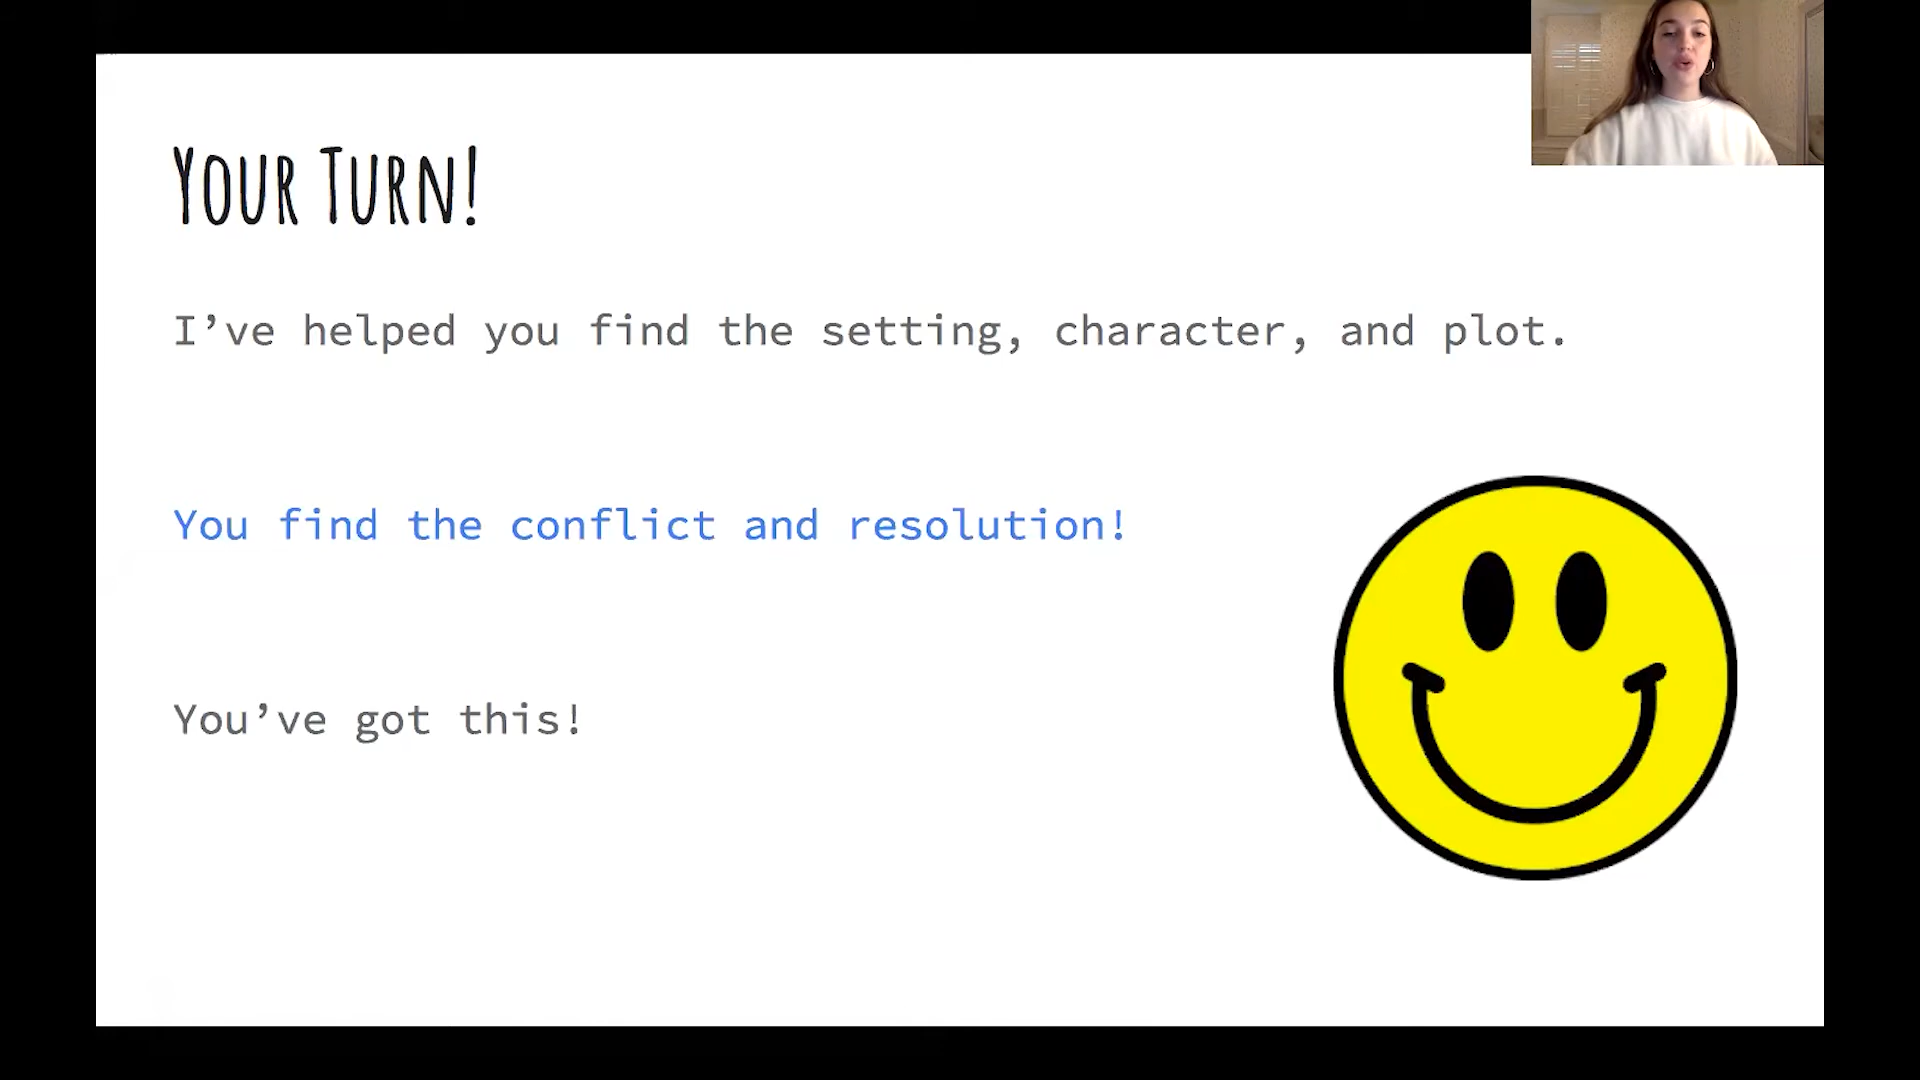 YOUR TURN!
I’ve helped you find the setting, character, and plot.
You find the conflict and resolution!
You’ve got this!